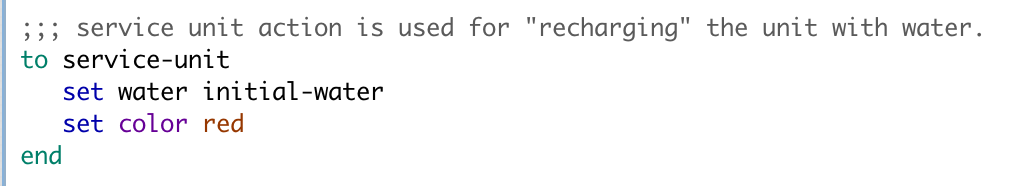 ;;; service unit action is used for "recharging" the unit with water.
to service-unit
   set water initial-water
   set color red
end